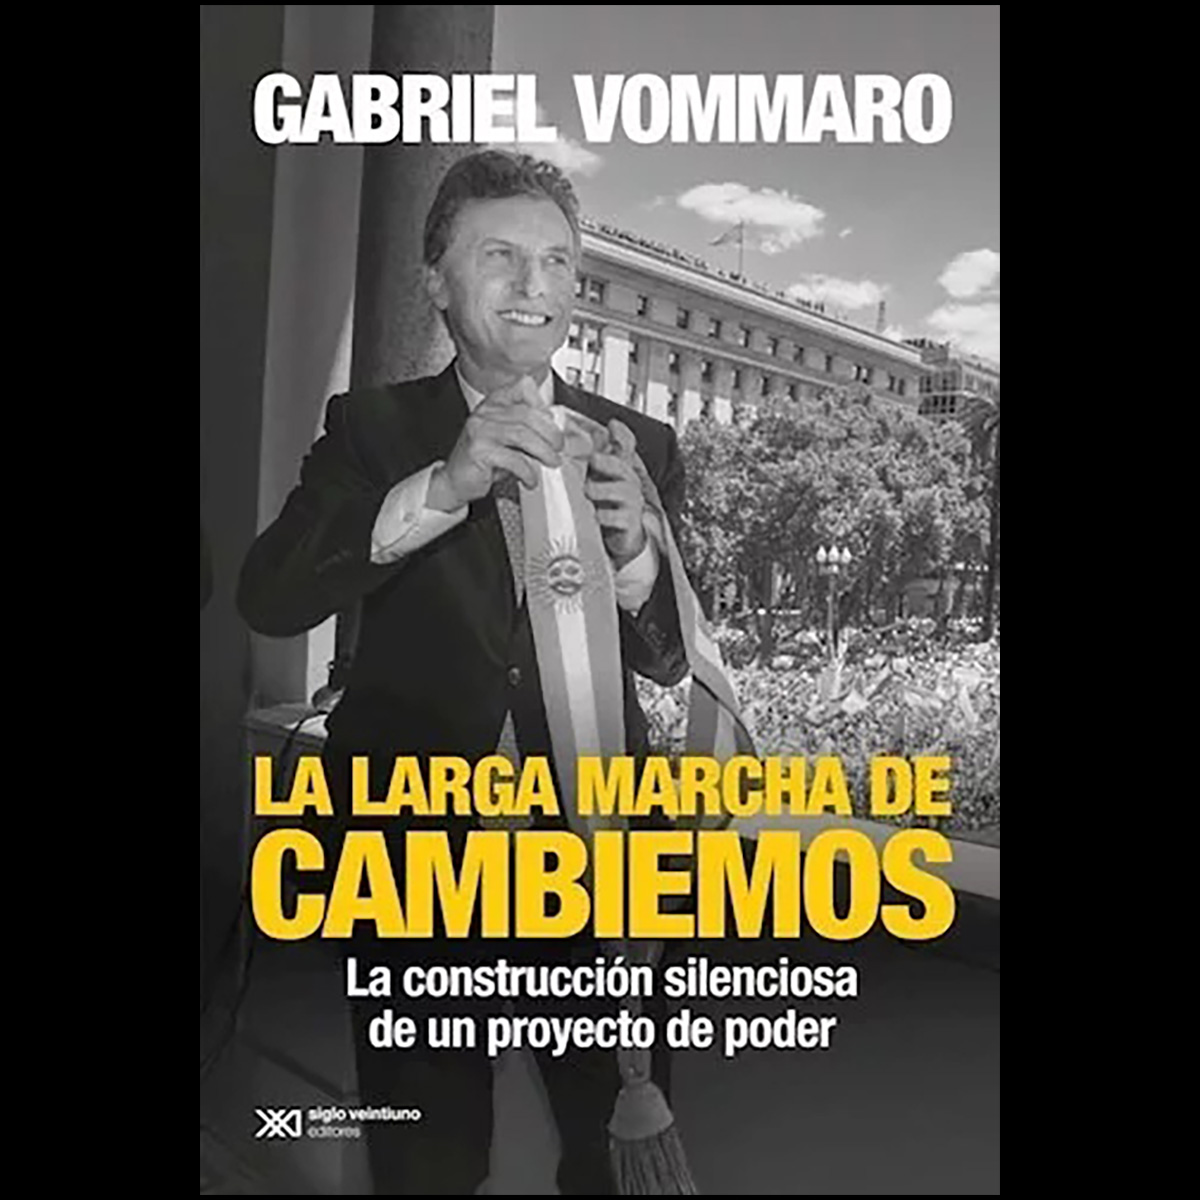 GABRIEL VOMMARO
LA LARGA MARCHA DE
CAMBIEMOS
La construcción silenciosa
de un proyecto de poder
siglo veintiuno
editores